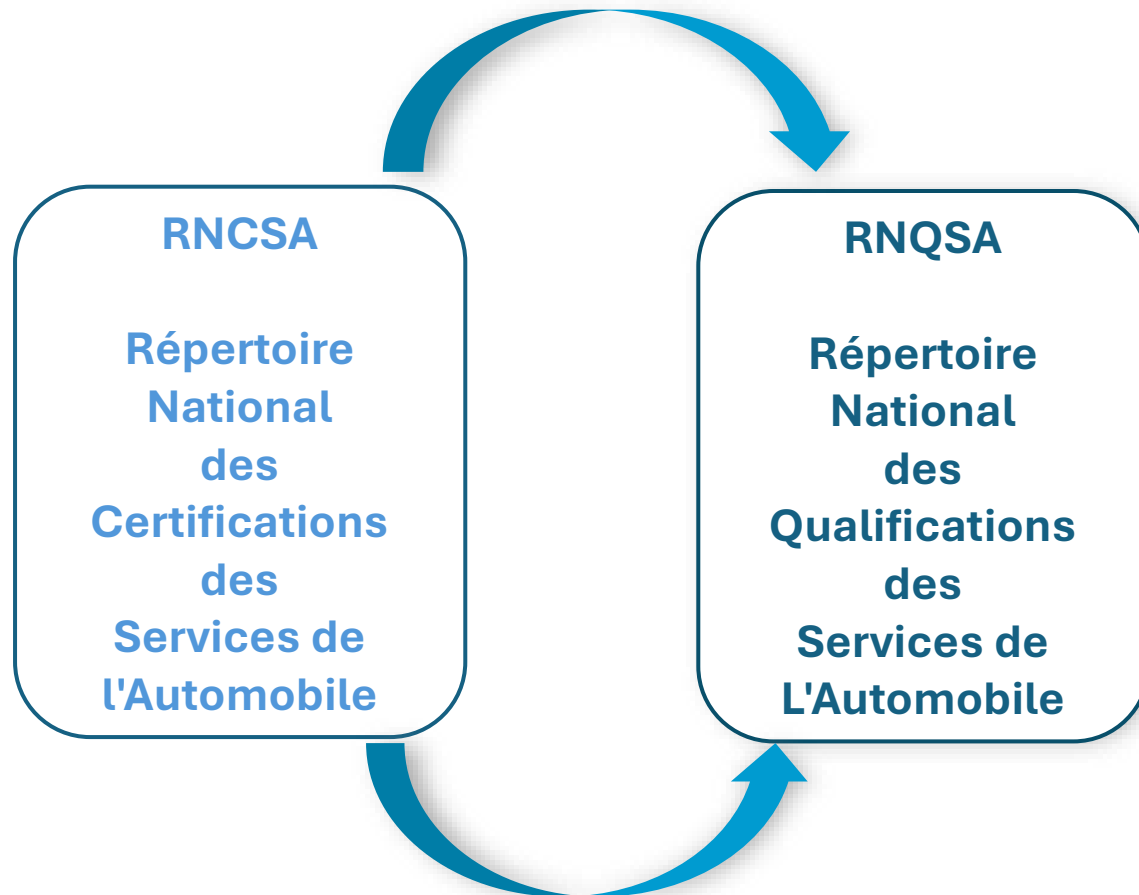 RNCSA
Répertoire
National
des
Certifications
des
Services de
l'Automobile
RNQSA
Répertoire
National
des
Qualifications
des
Services de
L'Automobile